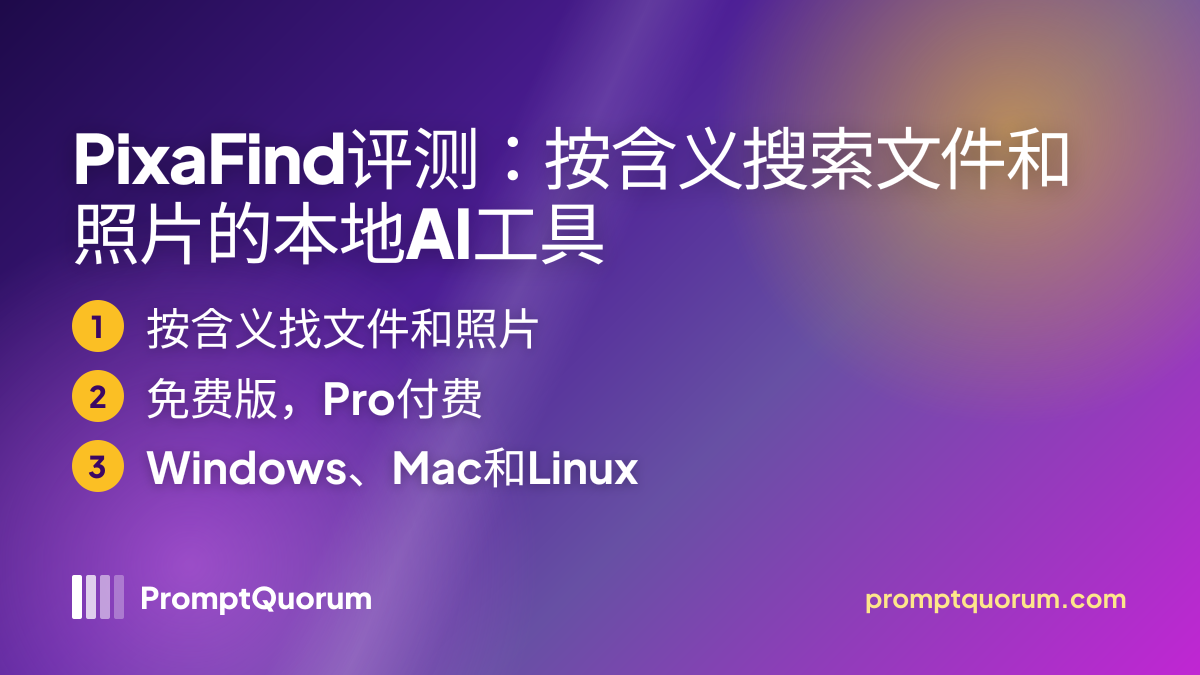 PixaFind评测：按含义搜索文件和
照片的本地AI工具
1 按含义找文件和照片
2 免费版，Pro付费
3 Windows、Mac和Linux
PromptQuorum
promptquorum.com